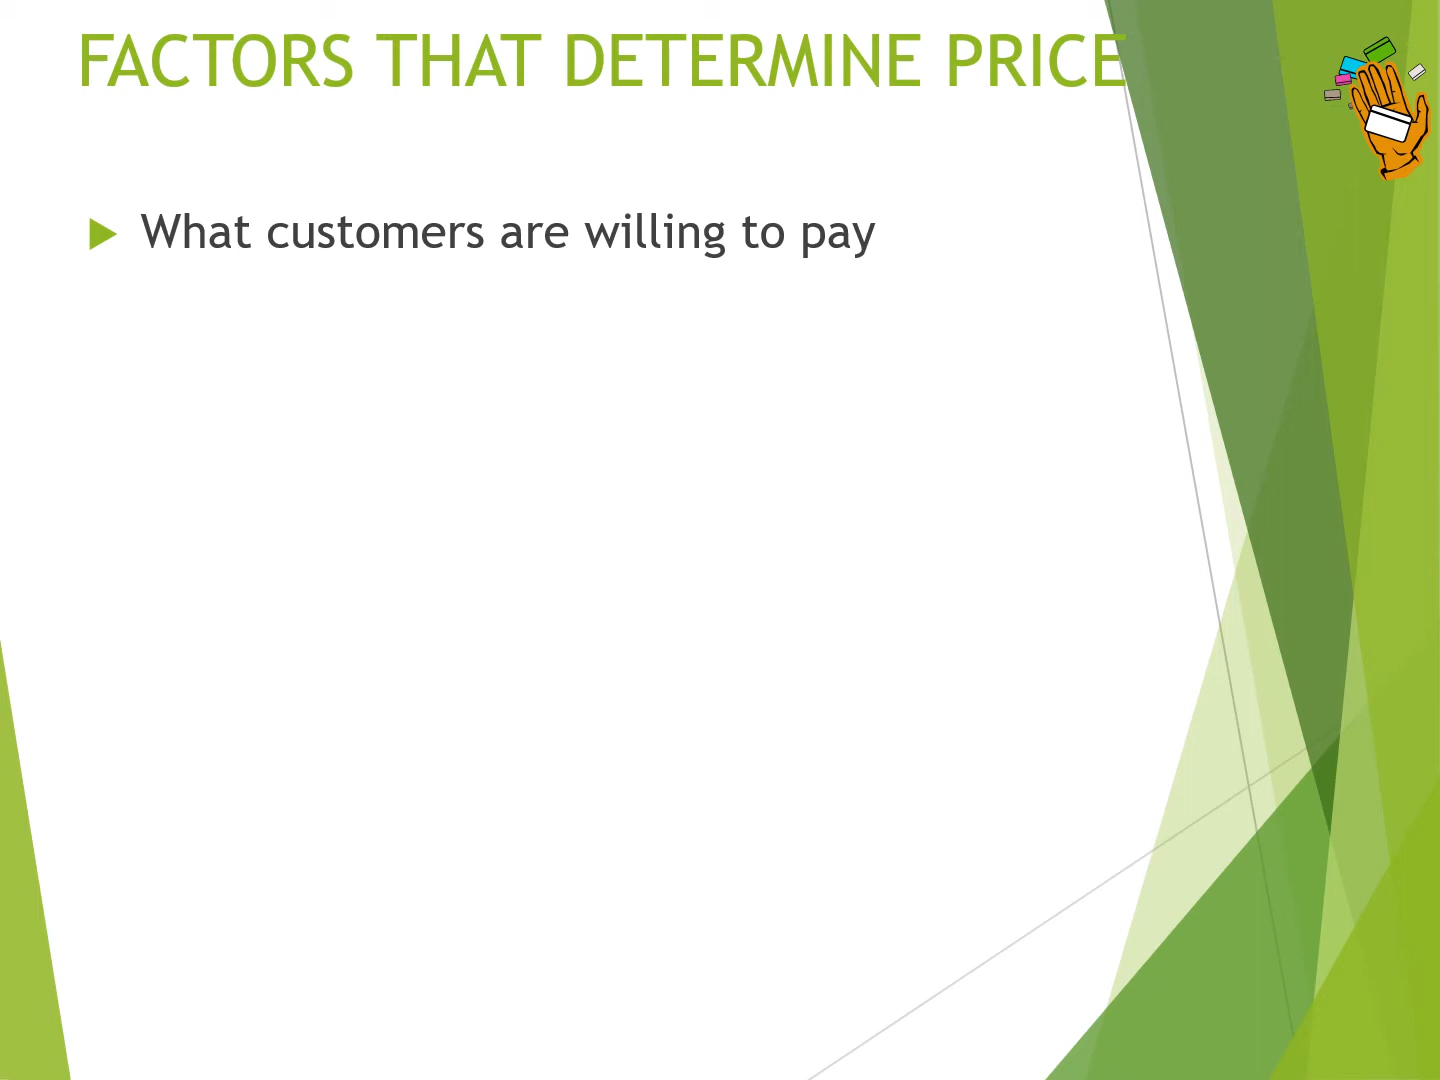 FACTORS THAT DETERMINE PRICE
What customers are willing to pay